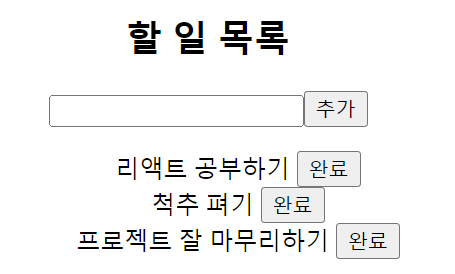 할 일 목록
추가
리액트 공부하기 완료
척추 펴기 완료
프로젝트 잘 마무리하기 완료